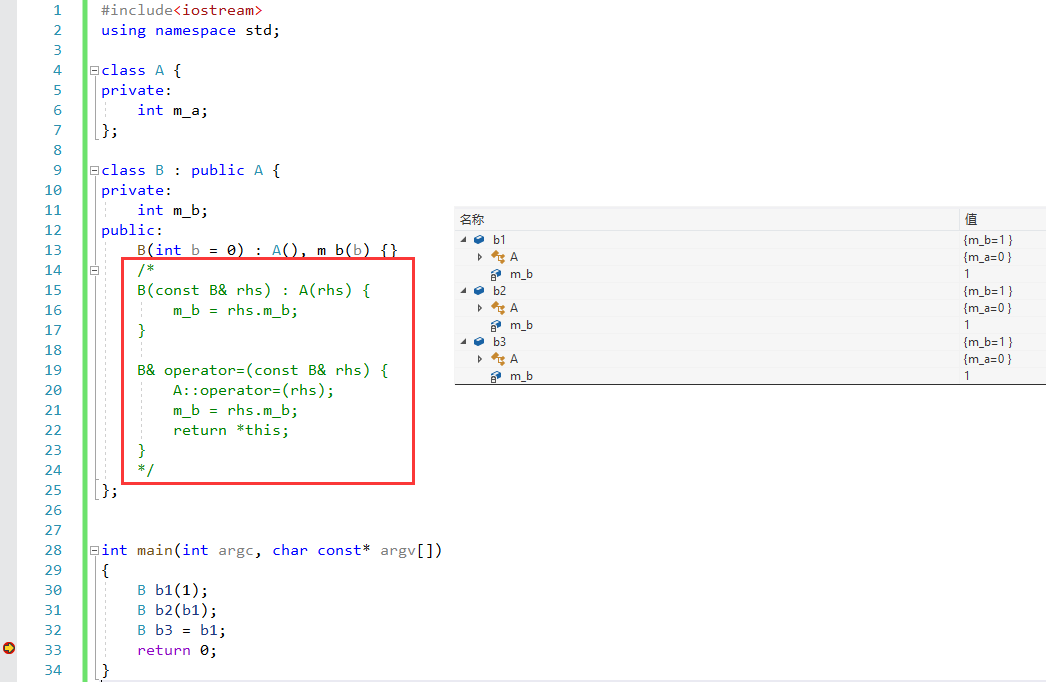 1 #include<iostream>
2 using namespace std;
3
4 class A {
5 private:
6 int m_a;
7 };
8
9 class B : public A {
10 private:
11 int m_b;
12 public:
13 B(int b = 0) : A(), m_b(b) {}
14 /*
15 B(const B& rhs) : A(rhs) {
16 m_b = rhs.m_b;
17 }
18
19 B& operator=(const B& rhs) {
20 A::operator=(rhs);
21 m_b = rhs.m_b;
22 return *this;
23 }
24 */
25 };
26
27
28 int main(int argc, char const* argv[])
29 {
30 B b1(1);
31 B b2(b1);
32 B b3 = b1;
33 return 0;
34 }
名称 值
b1 {m_b=1 }
A {m_a=0 }
m_b 1
b2 {m_b=1 }
A {m_a=0 }
m_b 1
b3 {m_b=1 }
A {m_a=0 }
m_b 1